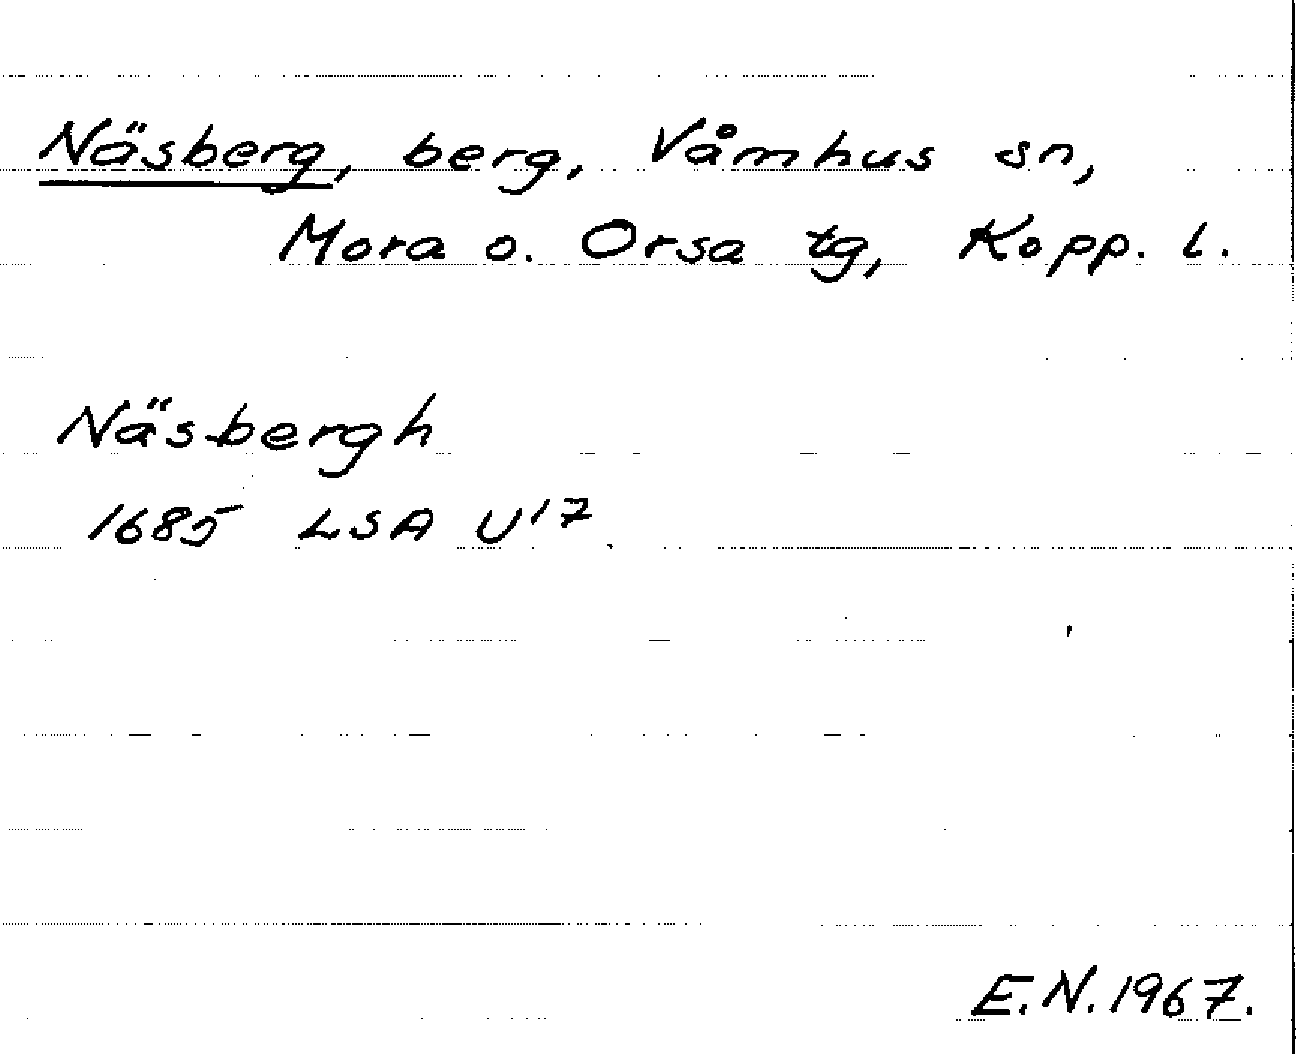 Näsberg, berg, Våmhus sn,
Mora o. Orsa tg, Kopp. l.
Näsbergh
1685 LSA U17
E.N. 1967.